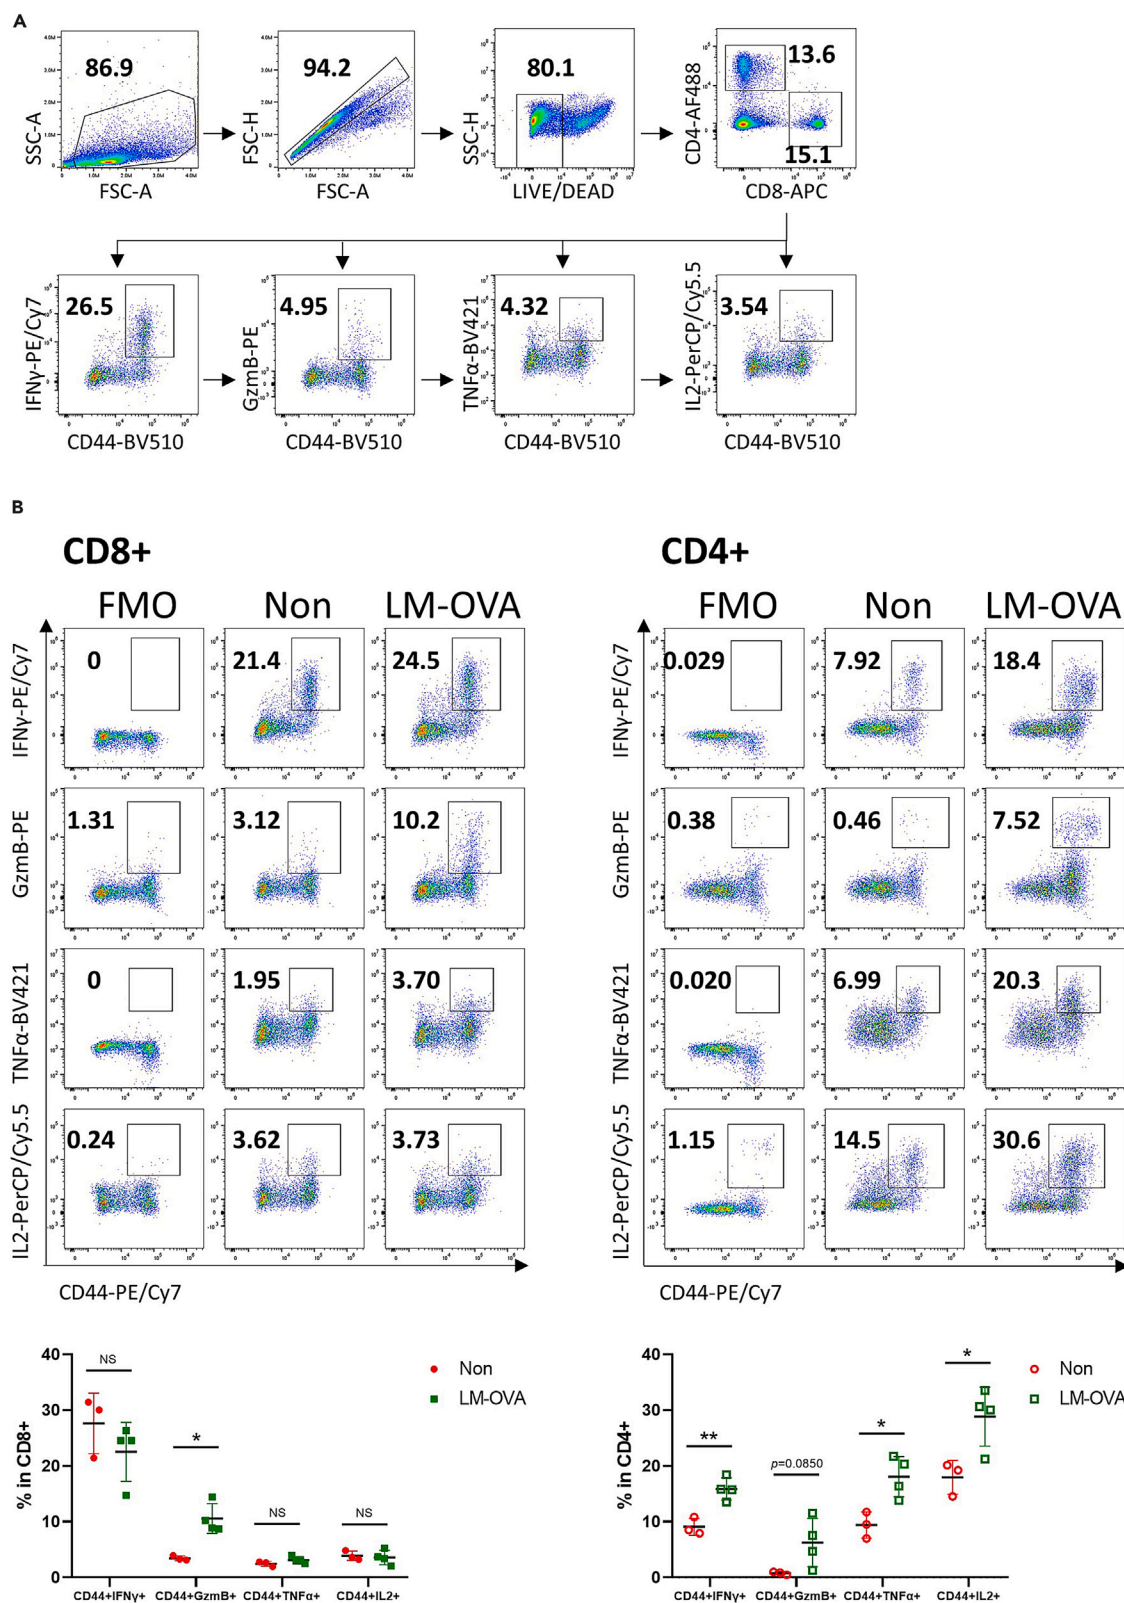 A
86.9
94.2
80.1
13.6
15.1
SSC-A
FSC-H
SSC-H
CD4-AF488
FSC-A
FSC-A
LIVE/DEAD
CD8-APC
26.5
4.95
4.32
3.54
IFNγ-PE/Cy7
GzmB-PE
TNFα-BV421
IL2-PerCP/Cy5.5
CD44-BV510
CD44-BV510
CD44-BV510
CD44-BV510
B
CD8+
CD4+
FMO
Non
LM-OVA
FMO
Non
LM-OVA
IFNγ-PE/Cy7
0
21.4
24.5
IFNγ-PE/Cy7
0.029
7.92
18.4
GzmB-PE
1.31
3.12
10.2
GzmB-PE
0.38
0.46
7.52
TNFα-BV421
0
1.95
3.70
TNFα-BV421
0.020
6.99
20.3
IL2-PerCP/Cy5.5
0.24
3.62
3.73
IL2-PerCP/Cy5.5
1.15
14.5
30.6
CD44-PE/Cy7
CD44-PE/Cy7
% in CD8+
40
30
20
10
0
NS
*
NS
NS
Non
LM-OVA
CD44+IFNγ+
CD44+GzmB+
CD44+TNFα+
CD44+IL2+
% in CD4+
40
30
20
10
0
**
p=0.0850
*
*
Non
LM-OVA
CD44+IFNγ+
CD44+GzmB+
CD44+TNFα+
CD44+IL2+